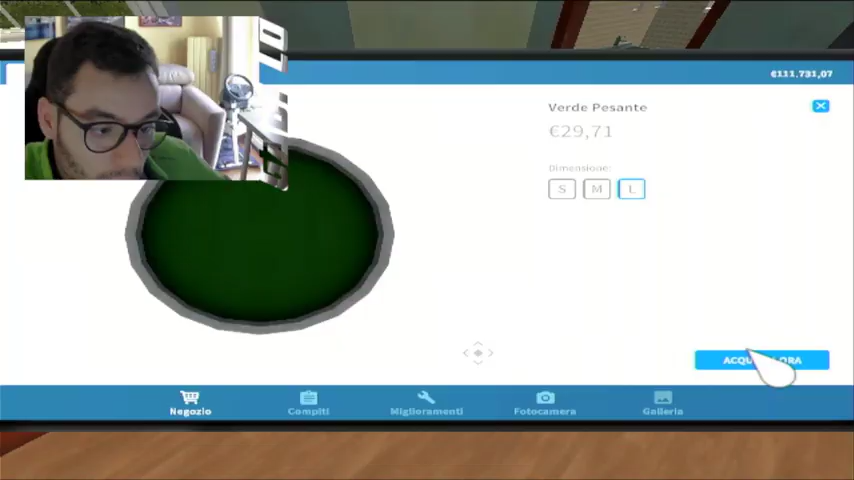 €111.731,07
Verde Pesante
€29,71
Dimensione:
S M L
Negozio
Compiti
Miglioramenti
Fotocamera
Galleria